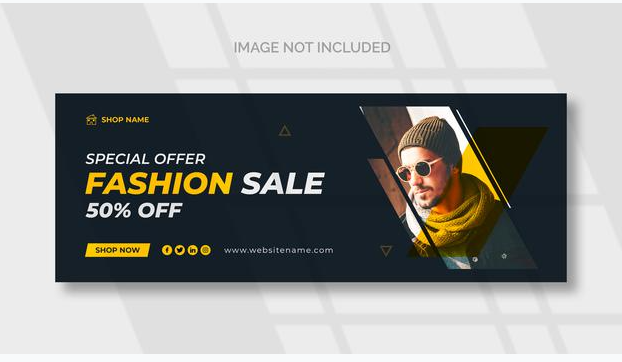 IMAGE NOT INCLUDED
SHOP NAME
SPECIAL OFFER
FASHION SALE
50% OFF
SHOP NOW
www.websitename.com